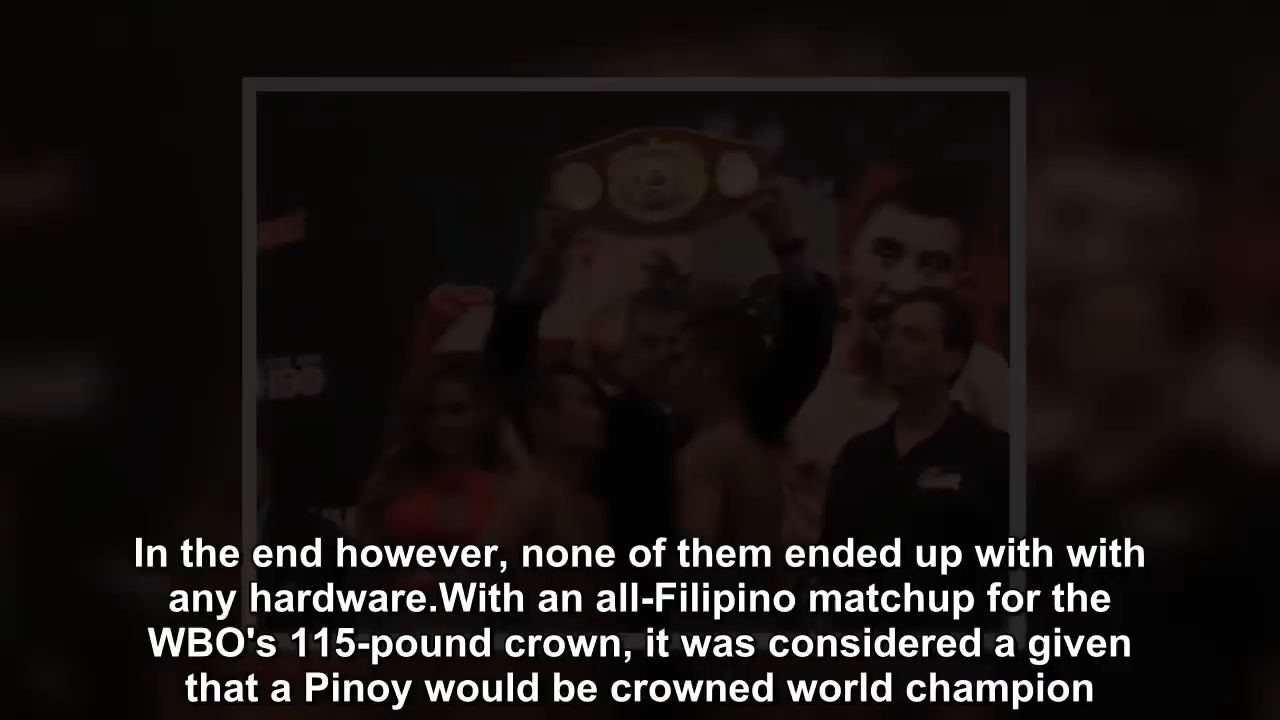 In the end however, none of them ended up with with
any hardware.With an all-Filipino matchup for the
WBO's 115-pound crown, it was considered a given
that a Pinoy would be crowned world champion